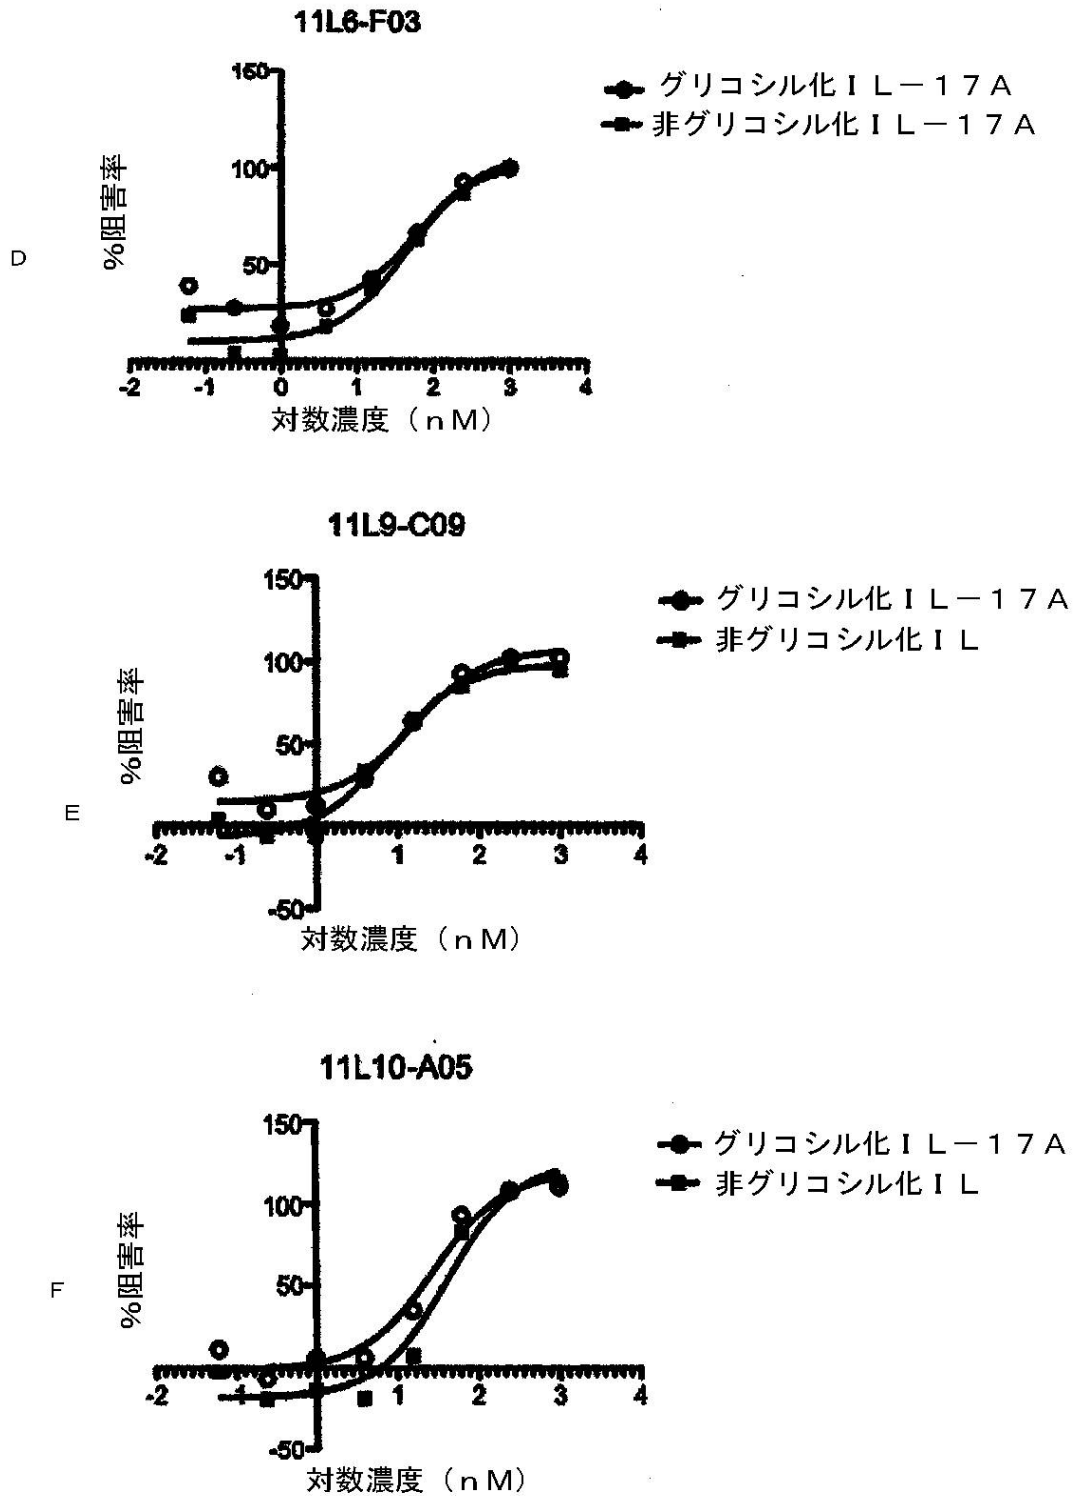 11L6-F03
グリコシル化ＩＬ－１７Ａ
非グリコシル化ＩＬ－１７Ａ
150
100
50
%阻害率
D
-2 -1 0 1 2 3 4
対数濃度（ｎＭ）
11L9-C09
グリコシル化ＩＬ－１７Ａ
非グリコシル化ＩＬ
150
100
50
%阻害率
E
-2 -1 1 2 3 4
-50
対数濃度（ｎＭ）
11L10-A05
グリコシル化ＩＬ－１７Ａ
非グリコシル化ＩＬ
150
100
50
%阻害率
F
-2 -1 1 2 3 4
-50
対数濃度（ｎＭ）